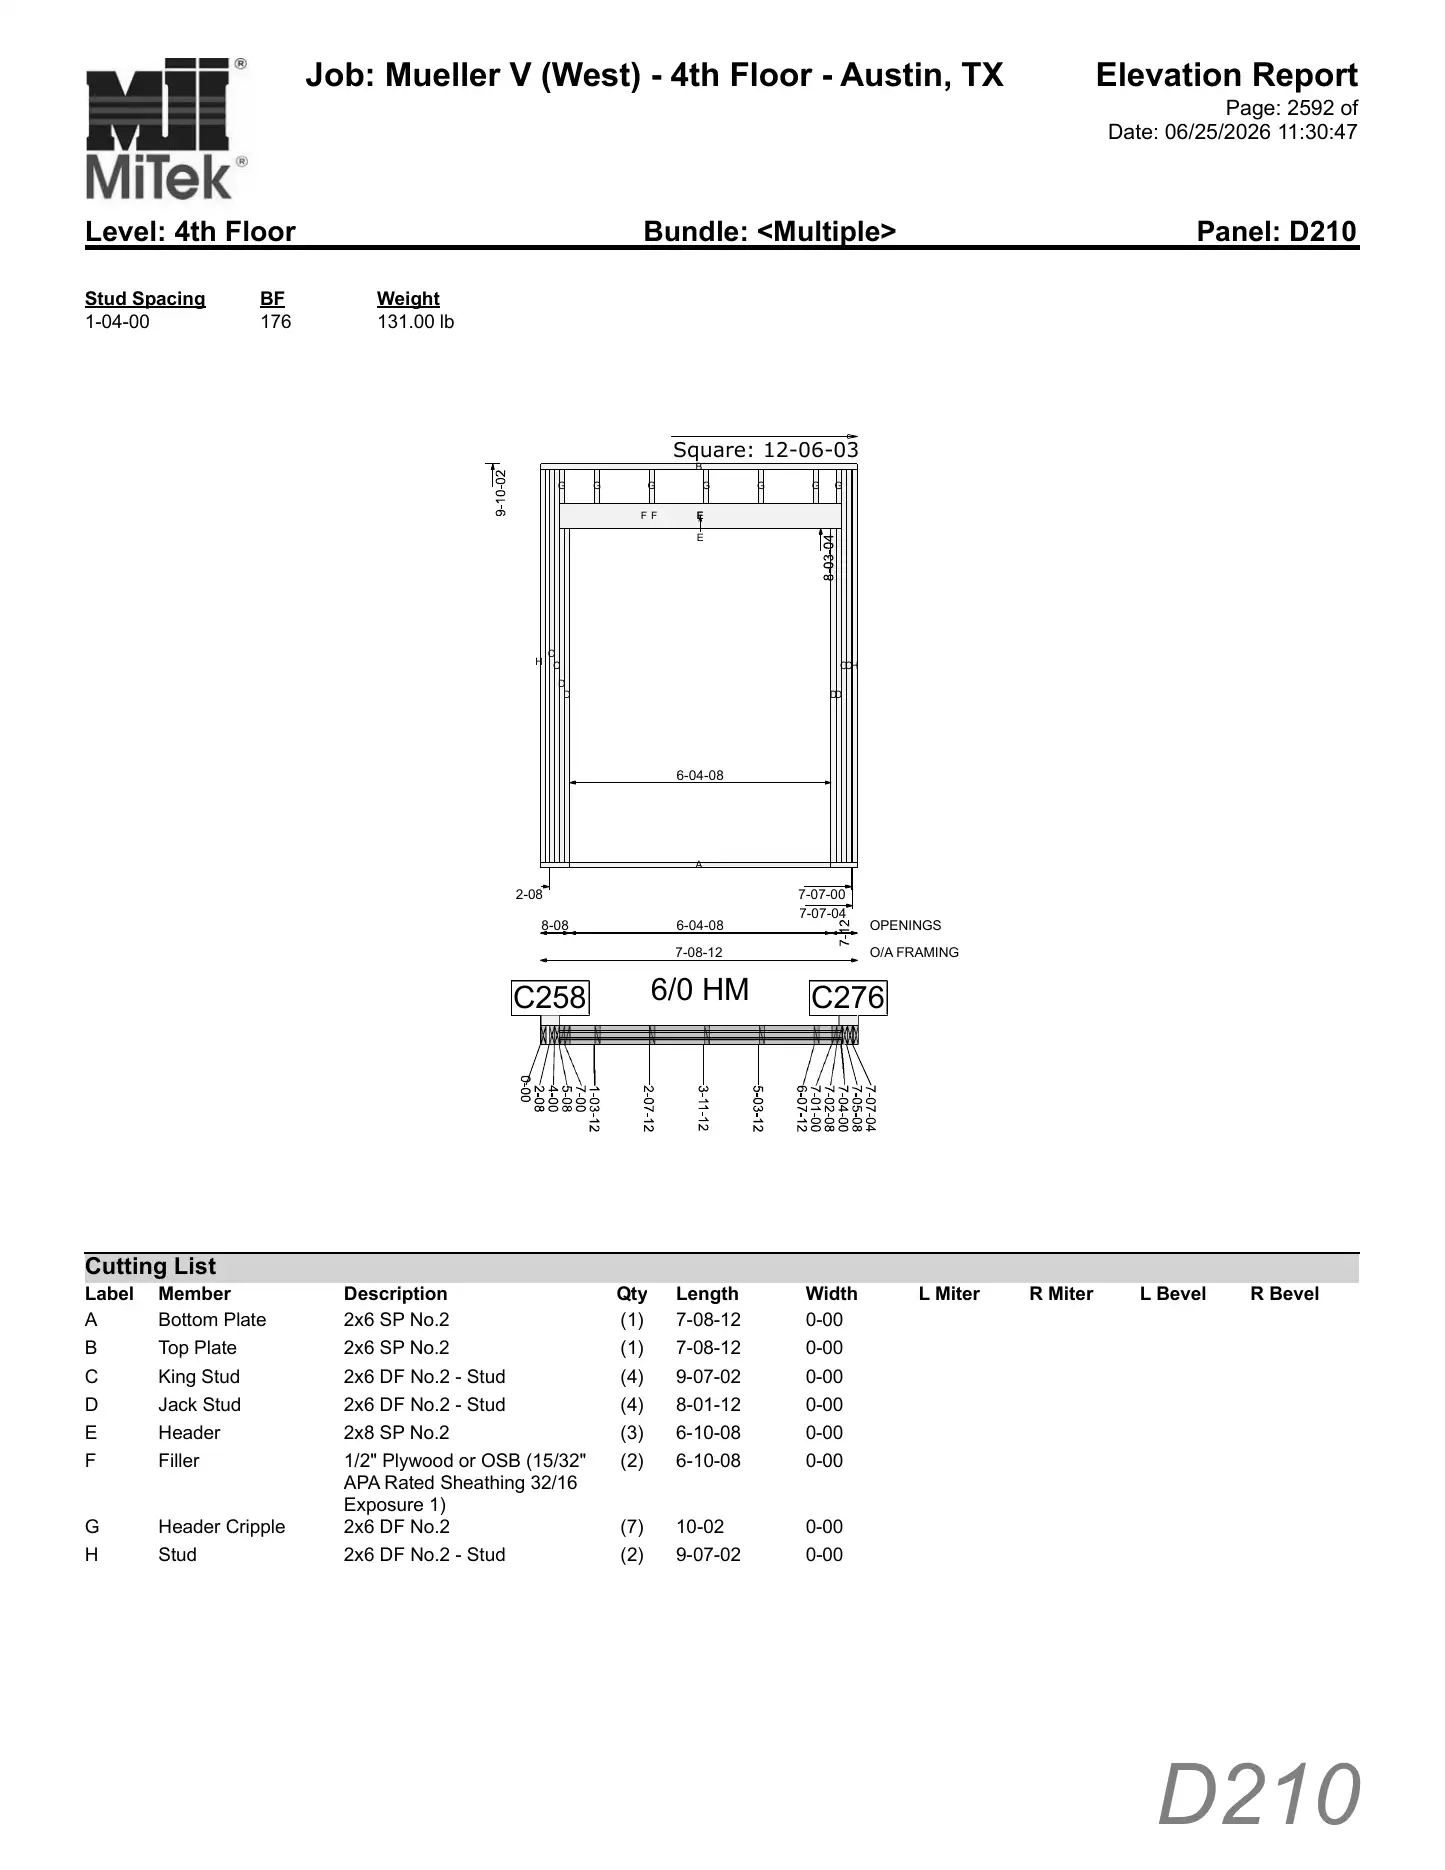 Job: Mueller V (West) - 4th Floor - Austin, TX
Elevation Report
Page: 2592 of
Date: 06/25/2026 11:30:47
MiTek®
Level: 4th Floor Bundle: <Multiple> Panel: D210
Stud Spacing BF Weight
1-04-00 176 131.00 lb
Square: 12-06-03
B
9-10-02
G G G G G G G
F F E
E
8-03-04
H C C
D D
6-04-08
A
2-08 7-07-00
7-07-04
8-08 6-04-08 7-12 OPENINGS
7-08-12 O/A FRAMING
C258 6/0 HM C276
0-00 2-08 4-00 5-08 7-00 1-03-12 2-07-12 3-11-12 5-03-12 6-07-12 7-01-00 7-02-08 7-04-00 7-05-08 7-07-04
Cutting List
Label Member Description Qty Length Width L Miter R Miter L Bevel R Bevel
A Bottom Plate 2x6 SP No.2 (1) 7-08-12 0-00
B Top Plate 2x6 SP No.2 (1) 7-08-12 0-00
C King Stud 2x6 DF No.2 - Stud (4) 9-07-02 0-00
D Jack Stud 2x6 DF No.2 - Stud (4) 8-01-12 0-00
E Header 2x8 SP No.2 (3) 6-10-08 0-00
F Filler 1/2" Plywood or OSB (15/32" (2) 6-10-08 0-00
APA Rated Sheathing 32/16
Exposure 1)
G Header Cripple 2x6 DF No.2 (7) 10-02 0-00
H Stud 2x6 DF No.2 - Stud (2) 9-07-02 0-00
D210